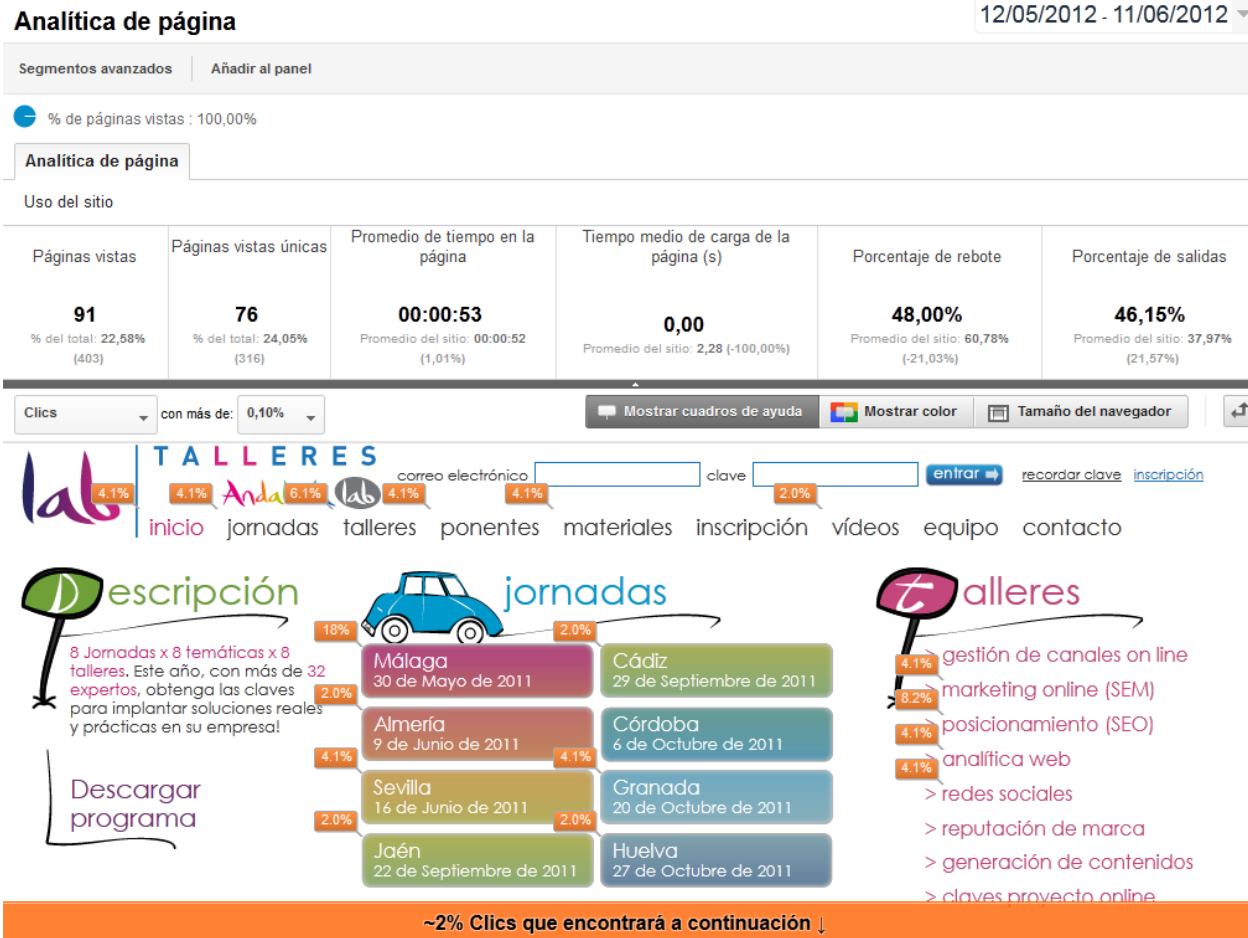 Analítica de página
12/05/2012 - 11/06/2012
Segmentos avanzados
Añadir al panel
% de páginas vistas : 100,00%
Analítica de página
Uso del sitio
Páginas vistas
91
% del total: 22,58%
(403)
Páginas vistas únicas
76
% del total: 24,05%
(316)
Promedio de tiempo en la
página
00:00:53
Promedio del sitio: 00:00:52
(1,01%)
Tiempo medio de carga de la
página (s)
0,00
Promedio del sitio: 2,28 (-100,00%)
Porcentaje de rebote
48,00%
Promedio del sitio: 60,78%
(-21,03%)
Porcentaje de salidas
46,15%
Promedio del sitio: 37,97%
(21,57%)
Clics
con más de: 0,10%
Mostrar cuadros de ayuda
Mostrar color
Tamaño del navegador
lab
TALLERES
lab
correo electrónico
clave
entrar
recordar clave
inscripción
4.1%
4.1%
6.1%
4.1%
4.1%
2.0%
inicio jornadas talleres ponentes materiales inscripción vídeos equipo contacto
Descripción
8 Jornadas x 8 temáticas x 8
talleres. Este año, con más de 32
expertos, obtenga las claves
para implantar soluciones reales
y prácticas en su empresa!
Descargar
programa
jornadas
18%
Málaga
30 de Mayo de 2011
2.0%
Cádiz
29 de Septiembre de 2011
2.0%
Almería
9 de Junio de 2011
Córdoba
6 de Octubre de 2011
4.1%
Sevilla
16 de Junio de 2011
4.1%
Granada
20 de Octubre de 2011
2.0%
Jaén
22 de Septiembre de 2011
2.0%
Huelva
27 de Octubre de 2011
talleres
4.1%
> gestión de canales on line
8.2%
> marketing online (SEM)
4.1%
> posicionamiento (SEO)
4.1%
> analítica web
> redes sociales
> reputación de marca
> generación de contenidos
> claves proyecto online
~2% Clics que encontrará a continuación ↓